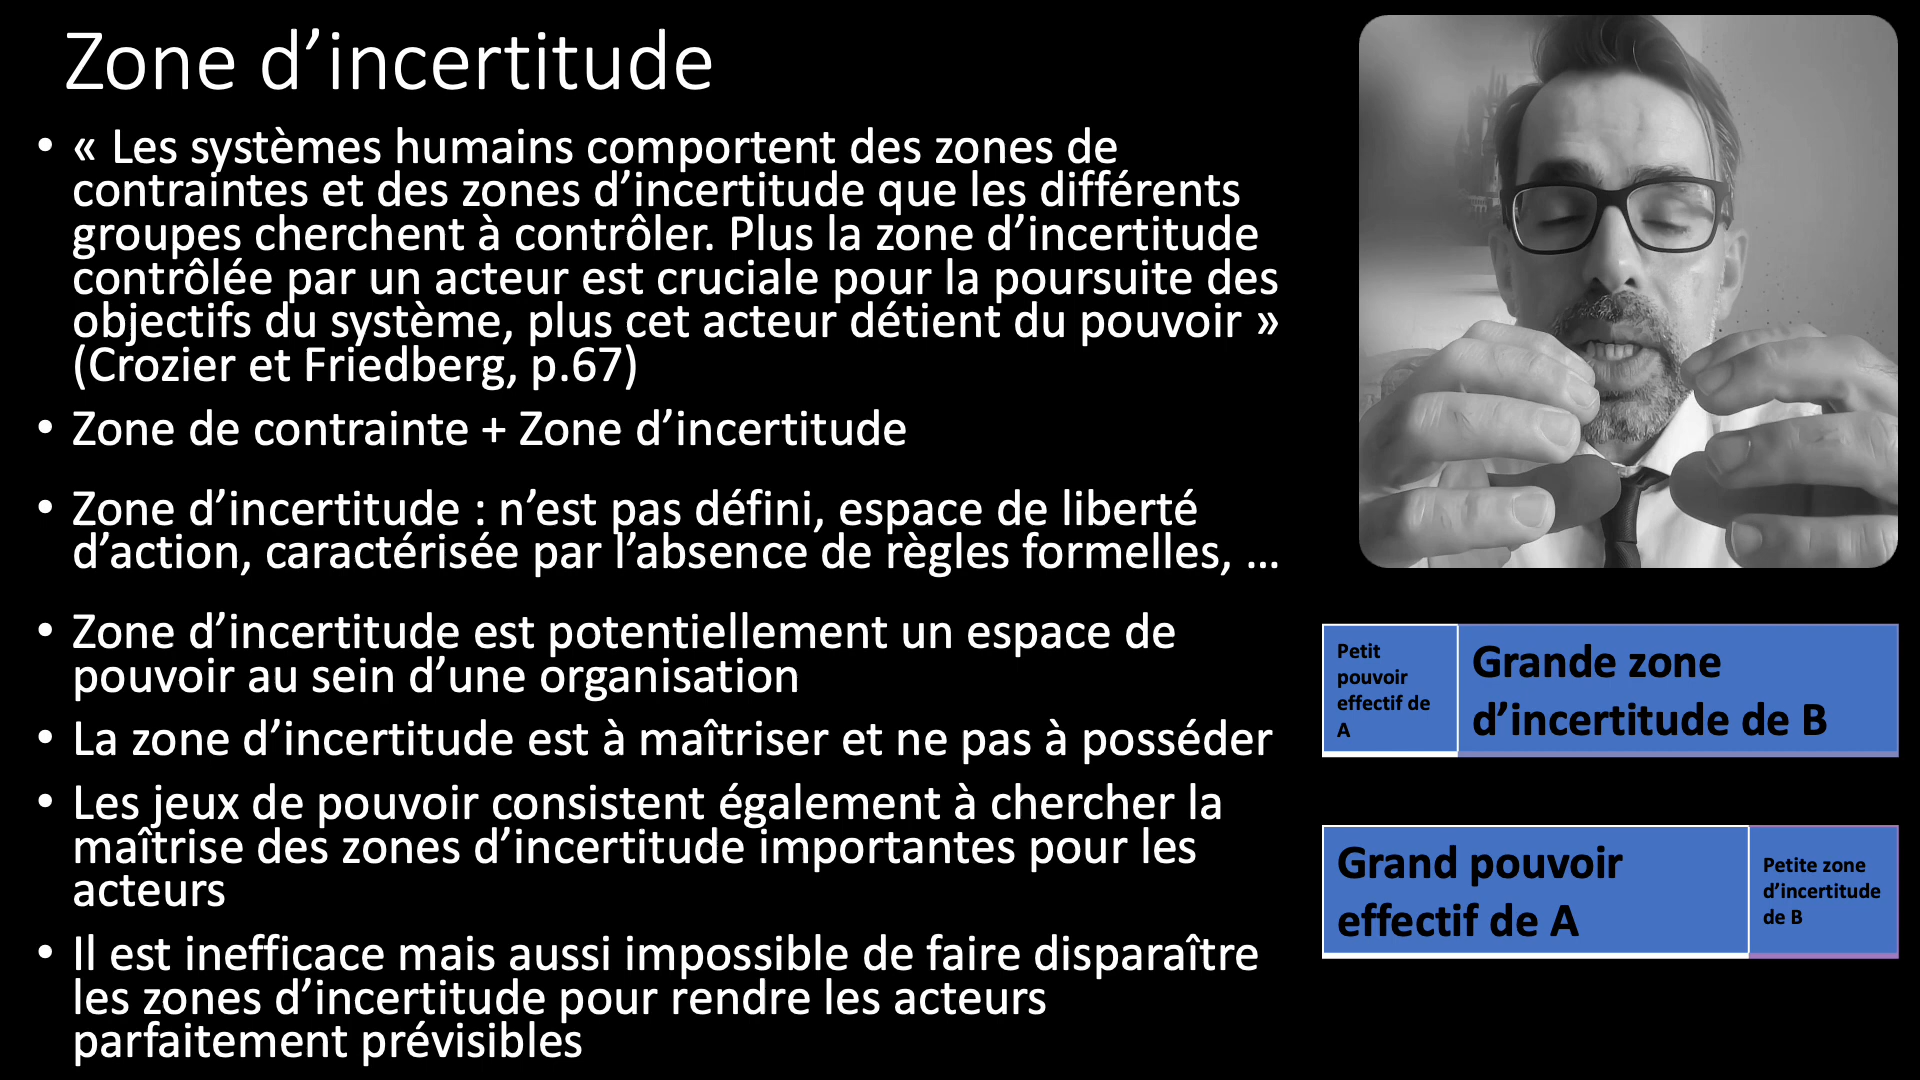 Zone d’incertitude
• « Les systèmes humains comportent des zones de
contraintes et des zones d’incertitude que les différents
groupes cherchent à contrôler. Plus la zone d’incertitude
contrôlée par un acteur est cruciale pour la poursuite des
objectifs du système, plus cet acteur détient du pouvoir »
(Crozier et Friedberg, p.67)
• Zone de contrainte + Zone d’incertitude
• Zone d’incertitude : n’est pas défini, espace de liberté
d’action, caractérisée par l’absence de règles formelles, …
• Zone d’incertitude est potentiellement un espace de
pouvoir au sein d’une organisation
• La zone d’incertitude est à maîtriser et ne pas à posséder
• Les jeux de pouvoir consistent également à chercher la
maîtrise des zones d’incertitude importantes pour les
acteurs
• Il est inefficace mais aussi impossible de faire disparaître
les zones d’incertitude pour rendre les acteurs
parfaitement prévisibles
Petit
pouvoir
effectif de
A
Grande zone
d’incertitude de B
Grand pouvoir
effectif de A
Petite zone
d’incertitude
de B